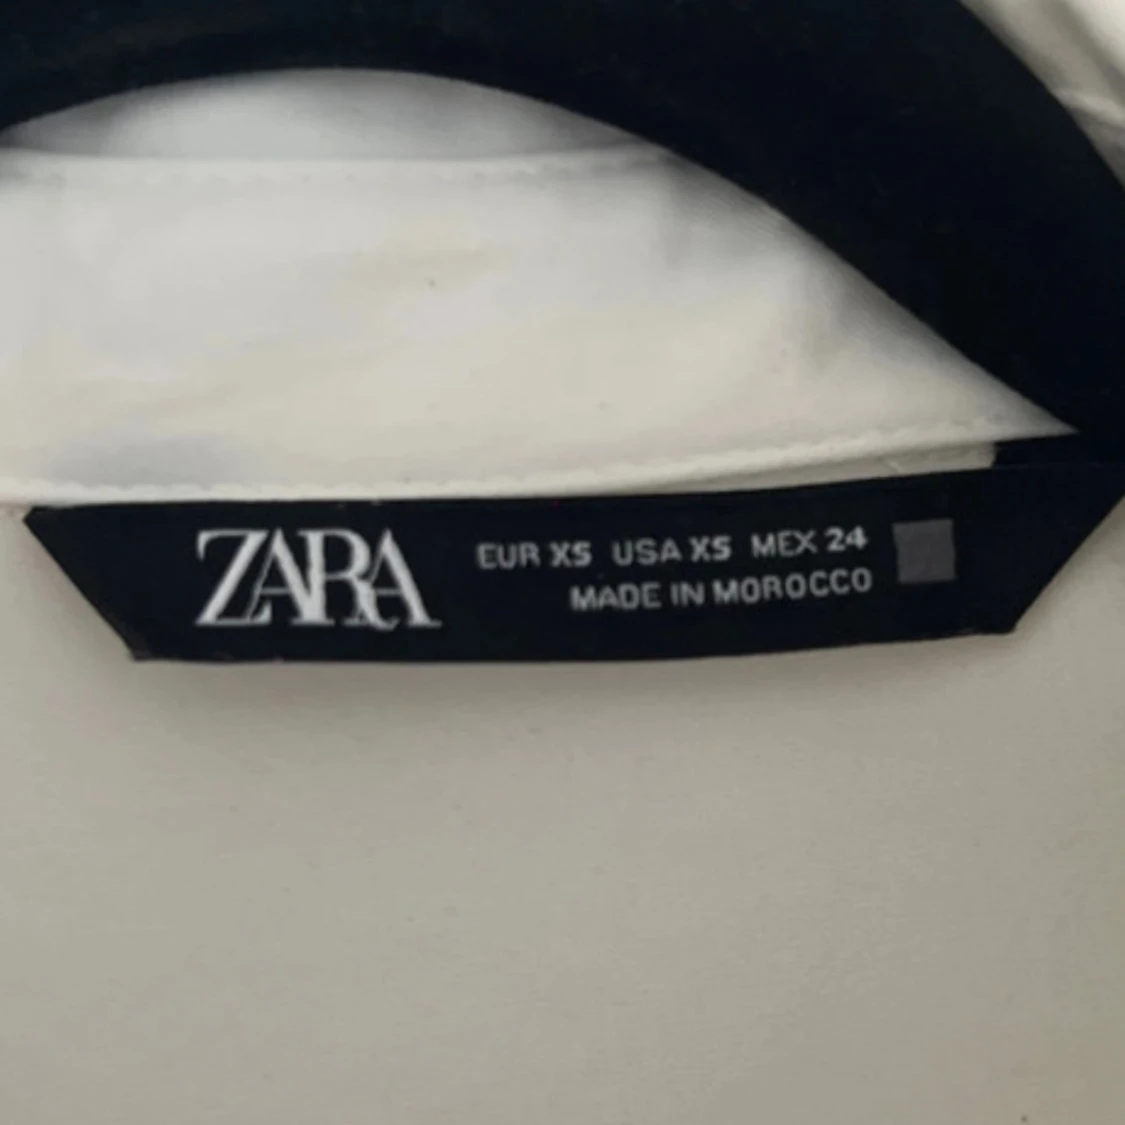 ZARA
EUR XS USA XS MEX 24
MADE IN MOROCCO